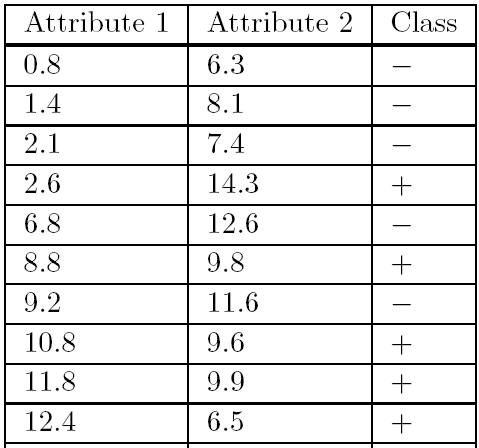 Attribute 1 Attribute 2 Class
0.8 6.3 −
1.4 8.1 −
2.1 7.4 −
2.6 14.3 +
6.8 12.6 −
8.8 9.8 +
9.2 11.6 −
10.8 9.6 +
11.8 9.9 +
12.4 6.5 +